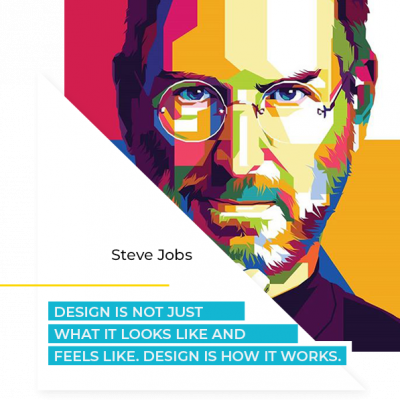 Steve Jobs
DESIGN IS NOT JUST
WHAT IT LOOKS LIKE AND
FEELS LIKE. DESIGN IS HOW IT WORKS.